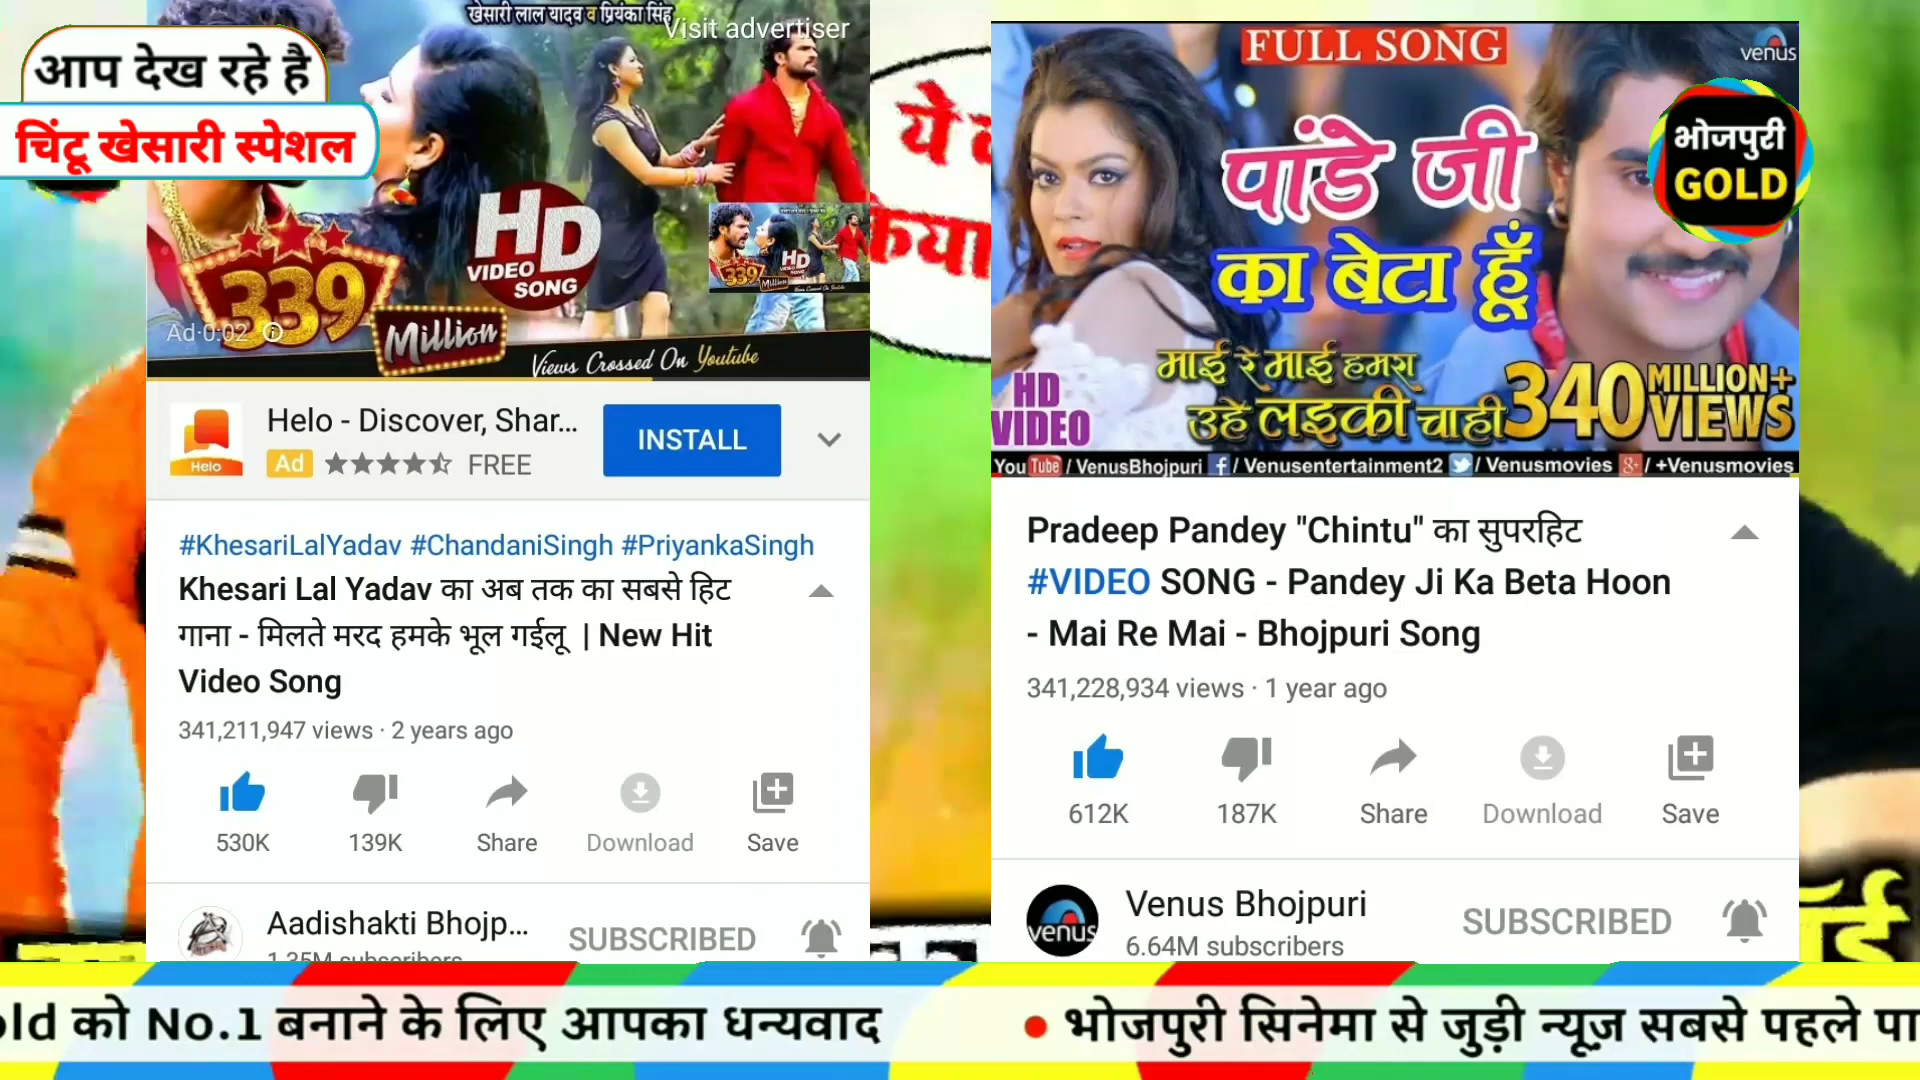 आप देख रहे है
चिंटू खेसारी स्पेशल
खेसारी लाल यादव व प्रियंका सिंह
Visit advertiser
HD
VIDEO
SONG
339
Million
Views Crossed On Youtube
Ad·0:02
Helo
Helo - Discover, Shar...
Ad
FREE
INSTALL
#KhesariLalYadav #ChandaniSingh #PriyankaSingh
Khesari Lal Yadav का अब तक का सबसे हिट
गाना - मिलते मरद हमके भूल गईलू | New Hit
Video Song
341,211,947 views · 2 years ago
530K 139K Share Download Save
Aadishakti Bhojp...
1.35M subscribers
SUBSCRIBED
ये
FULL SONG
venus
भोजपुरी
GOLD
पांडे जी
का बेटा हूँ
माई रे माई हमरा
उहे लइकी चाही
HD
VIDEO
340 MILLION+
VIEWS
You Tube / VenusBhojpuri f / Venusentertainment2 / Venusmovies g+ / +Venusmovies
Pradeep Pandey "Chintu" का सुपरहिट
#VIDEO SONG - Pandey Ji Ka Beta Hoon
- Mai Re Mai - Bhojpuri Song
341,228,934 views · 1 year ago
612K 187K Share Download Save
venus
Venus Bhojpuri
6.64M subscribers
SUBSCRIBED
ld को No.1 बनाने के लिए आपका धन्यवाद
• भोजपुरी सिनेमा से जुड़ी न्यूज़ सबसे पहले पा